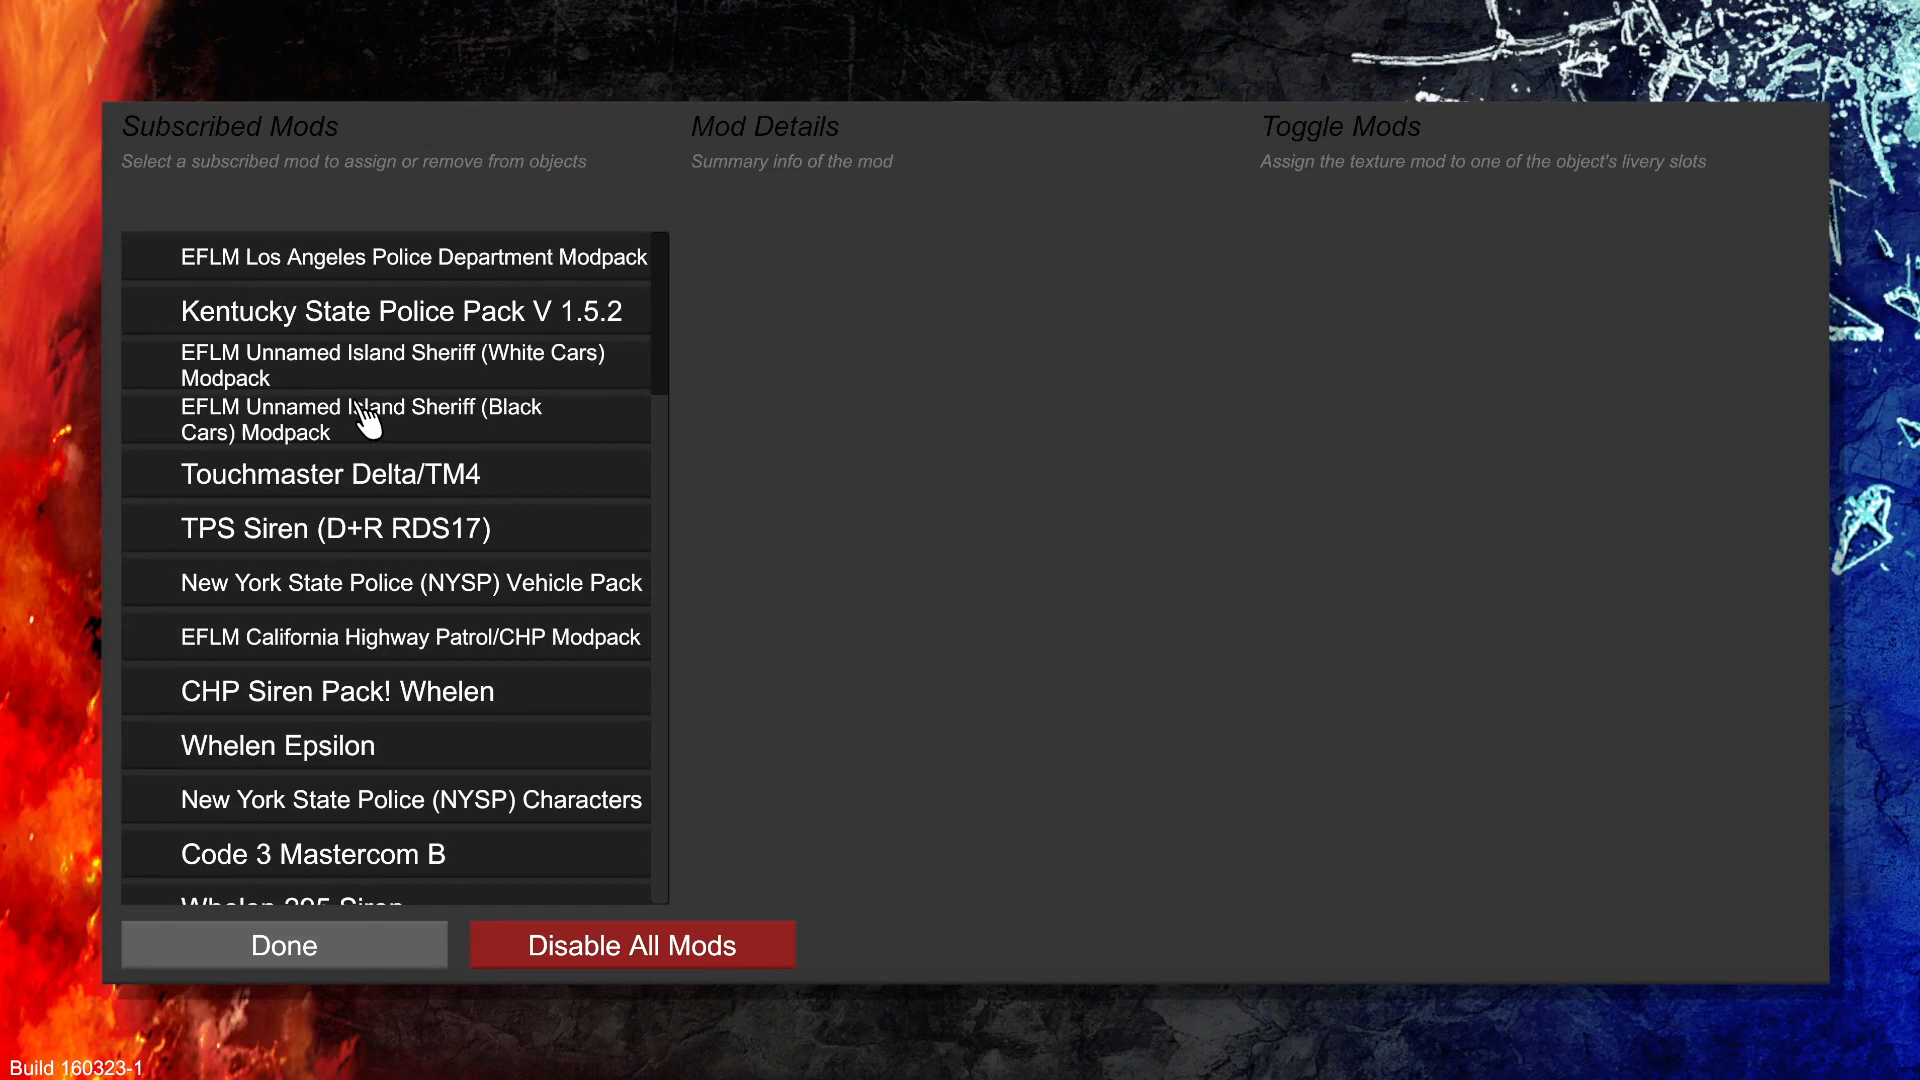 Subscribed Mods
Select a subscribed mod to assign or remove from objects
Mod Details
Summary info of the mod
Toggle Mods
Assign the texture mod to one of the object's livery slots
EFLM Los Angeles Police Department Modpack
Kentucky State Police Pack V 1.5.2
EFLM Unnamed Island Sheriff (White Cars)
Modpack
EFLM Unnamed Island Sheriff (Black
Cars) Modpack
Touchmaster Delta/TM4
TPS Siren (D+R RDS17)
New York State Police (NYSP) Vehicle Pack
EFLM California Highway Patrol/CHP Modpack
CHP Siren Pack! Whelen
Whelen Epsilon
New York State Police (NYSP) Characters
Code 3 Mastercom B
Whelen 295 Siren
Done
Disable All Mods
Build 160323-1